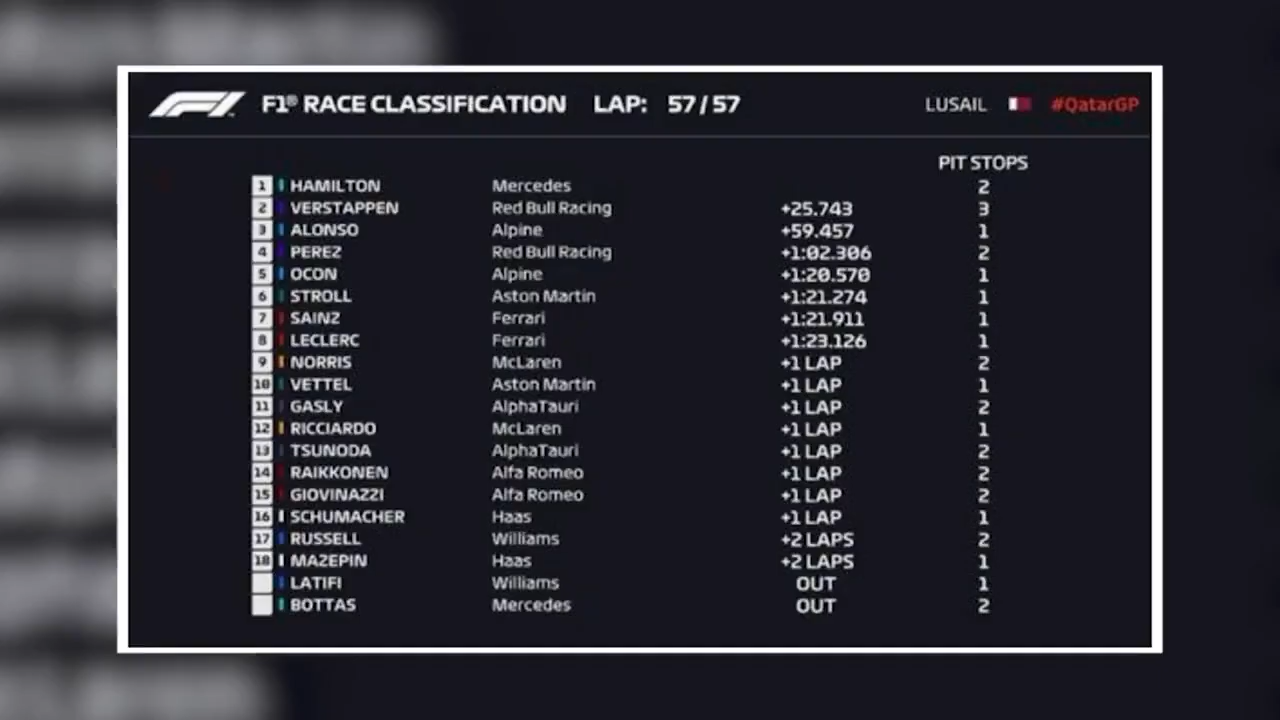 F1® RACE CLASSIFICATION LAP: 57/57 LUSAIL #QatarGP
PIT STOPS
1 HAMILTON Mercedes 2
2 VERSTAPPEN Red Bull Racing +25.743 3
3 ALONSO Alpine +59.457 1
4 PEREZ Red Bull Racing +1:02.306 2
5 OCON Alpine +1:20.570 1
6 STROLL Aston Martin +1:21.274 1
7 SAINZ Ferrari +1:21.911 1
8 LECLERC Ferrari +1:23.126 1
9 NORRIS McLaren +1 LAP 2
10 VETTEL Aston Martin +1 LAP 1
11 GASLY AlphaTauri +1 LAP 2
12 RICCIARDO McLaren +1 LAP 1
13 TSUNODA AlphaTauri +1 LAP 2
14 RAIKKONEN Alfa Romeo +1 LAP 2
15 GIOVINAZZI Alfa Romeo +1 LAP 2
16 SCHUMACHER Haas +1 LAP 1
17 RUSSELL Williams +2 LAPS 2
18 MAZEPIN Haas +2 LAPS 1
LATIFI Williams OUT 1
BOTTAS Mercedes OUT 2